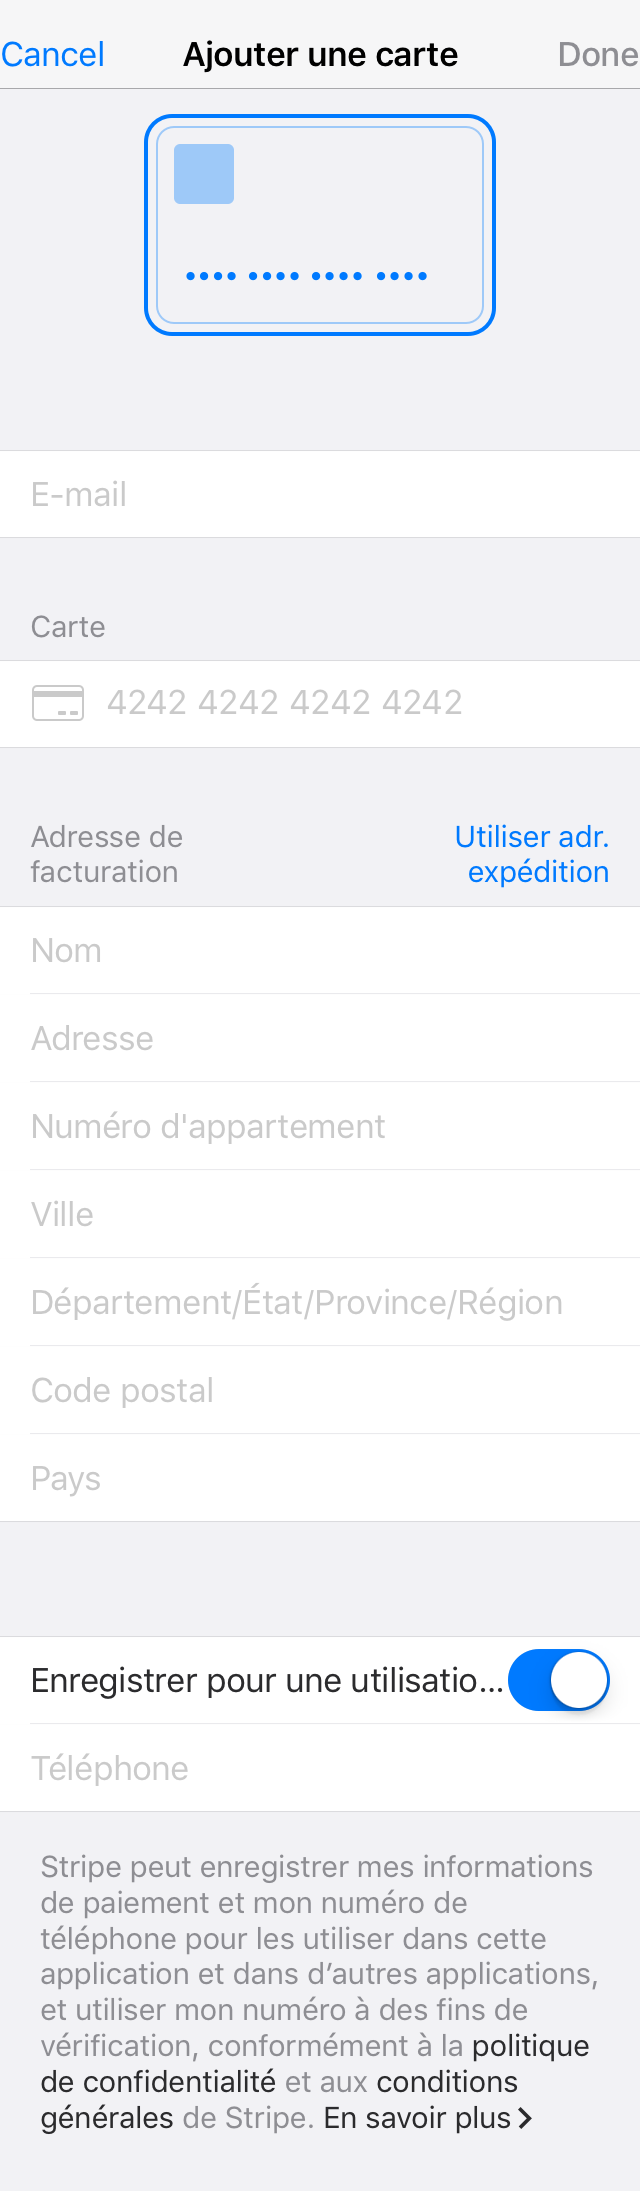 Cancel Ajouter une carte Done
•••• •••• •••• ••••
E-mail
Carte
4242 4242 4242 4242
Adresse de facturation
Utiliser adr. expédition
Nom
Adresse
Numéro d'appartement
Ville
Département/État/Province/Région
Code postal
Pays
Enregistrer pour une utilisatio...
Téléphone
Stripe peut enregistrer mes informations
de paiement et mon numéro de
téléphone pour les utiliser dans cette
application et dans d’autres applications,
et utiliser mon numéro à des fins de
vérification, conformément à la politique
de confidentialité et aux conditions
générales de Stripe. En savoir plus